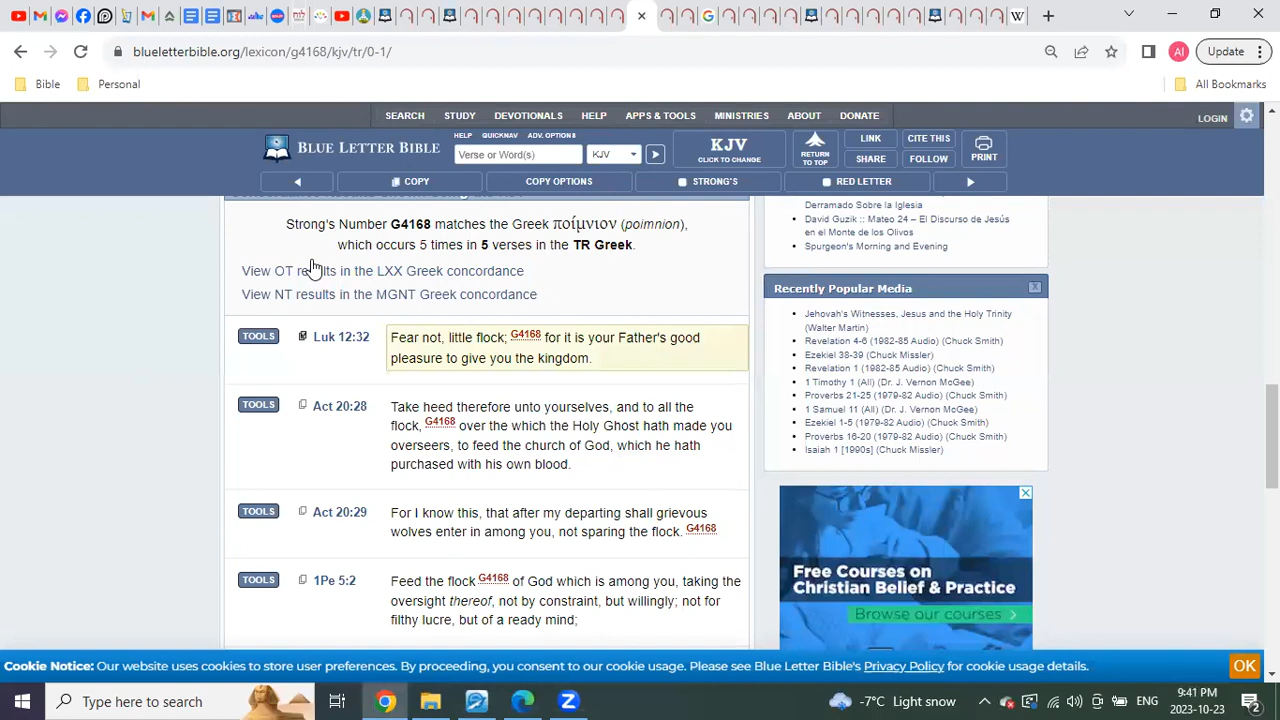 Update
blueletterbible.org/lexicon/g4168/kjv/tr/0-1/
AI
Bible
Personal
All Bookmarks
SEARCH STUDY DEVOTIONALS HELP APPS & TOOLS MINISTRIES ABOUT DONATE
LOGIN
BLUE LETTER BIBLE
HELP QUICKNAV ADV. OPTIONS
Verse or Word(s)
KJV
KJV
CLICK TO CHANGE
RETURN
TO TOP
LINK
CITE THIS
SHARE
FOLLOW
PRINT
COPY
COPY OPTIONS
STRONG'S
RED LETTER
Strong's Number G4168 matches the Greek ποίμνιον (poimnion),
which occurs 5 times in 5 verses in the TR Greek.
View OT results in the LXX Greek concordance
View NT results in the MGNT Greek concordance
TOOLS Luk 12:32 Fear not, little flock; G4168 for it is your Father's good
pleasure to give you the kingdom.
TOOLS Act 20:28 Take heed therefore unto yourselves, and to all the
flock, G4168 over the which the Holy Ghost hath made you
overseers, to feed the church of God, which he hath
purchased with his own blood.
TOOLS Act 20:29 For I know this, that after my departing shall grievous
wolves enter in among you, not sparing the flock. G4168
TOOLS 1Pe 5:2 Feed the flock G4168 of God which is among you, taking the
oversight thereof, not by constraint, but willingly; not for
filthy lucre, but of a ready mind;
Derramado Sobre la Iglesia
David Guzik :: Mateo 24 – El Discurso de Jesús
en el Monte de los Olivos
Spurgeon's Morning and Evening
Recently Popular Media
Jehovah's Witnesses, Jesus and the Holy Trinity
(Walter Martin)
Revelation 4-6 (1982-85 Audio) (Chuck Smith)
Ezekiel 38-39 (Chuck Missler)
Revelation 1 (1982-85 Audio) (Chuck Smith)
1 Timothy 1 (All) (Dr. J. Vernon McGee)
Proverbs 21-25 (1979-82 Audio) (Chuck Smith)
1 Samuel 11 (All) (Dr. J. Vernon McGee)
Ezekiel 1-5 (1979-82 Audio) (Chuck Smith)
Proverbs 16-20 (1979-82 Audio) (Chuck Smith)
Isaiah 1 [1990s] (Chuck Missler)
Free Courses on
Christian Belief & Practice
Browse our courses
Cookie Notice: Our website uses cookies to store user preferences. By proceeding, you consent to our cookie usage. Please see Blue Letter Bible's Privacy Policy for cookie usage details.
OK
Type here to search
-7°C Light snow
ENG
9:41 PM
2023-10-23
2